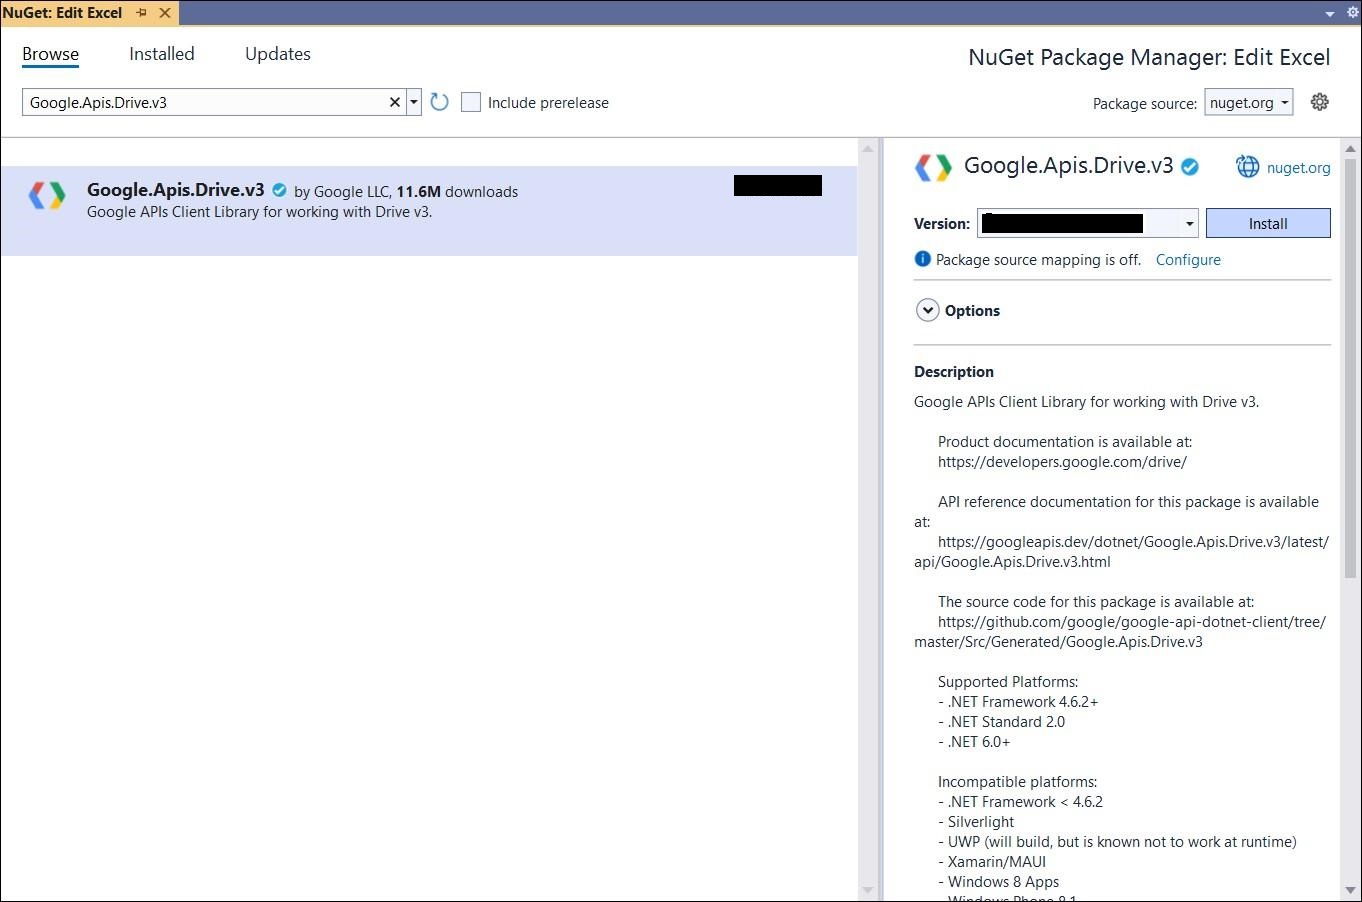 NuGet: Edit Excel
Browse Installed Updates
NuGet Package Manager: Edit Excel
Google.Apis.Drive.v3
Include prerelease
Package source: nuget.org
Google.Apis.Drive.v3 by Google LLC, 11.6M downloads
Google APIs Client Library for working with Drive v3.
Google.Apis.Drive.v3
nuget.org
Version:
Install
Package source mapping is off. Configure
Options
Description
Google APIs Client Library for working with Drive v3.
Product documentation is available at:
https://developers.google.com/drive/
API reference documentation for this package is available
at:
https://googleapis.dev/dotnet/Google.Apis.Drive.v3/latest/
api/Google.Apis.Drive.v3.html
The source code for this package is available at:
https://github.com/google/google-api-dotnet-client/tree/
master/Src/Generated/Google.Apis.Drive.v3
Supported Platforms:
- .NET Framework 4.6.2+
- .NET Standard 2.0
- .NET 6.0+
Incompatible platforms:
- .NET Framework < 4.6.2
- Silverlight
- UWP (will build, but is known not to work at runtime)
- Xamarin/MAUI
- Windows 8 Apps
- Windows Phone 8.1